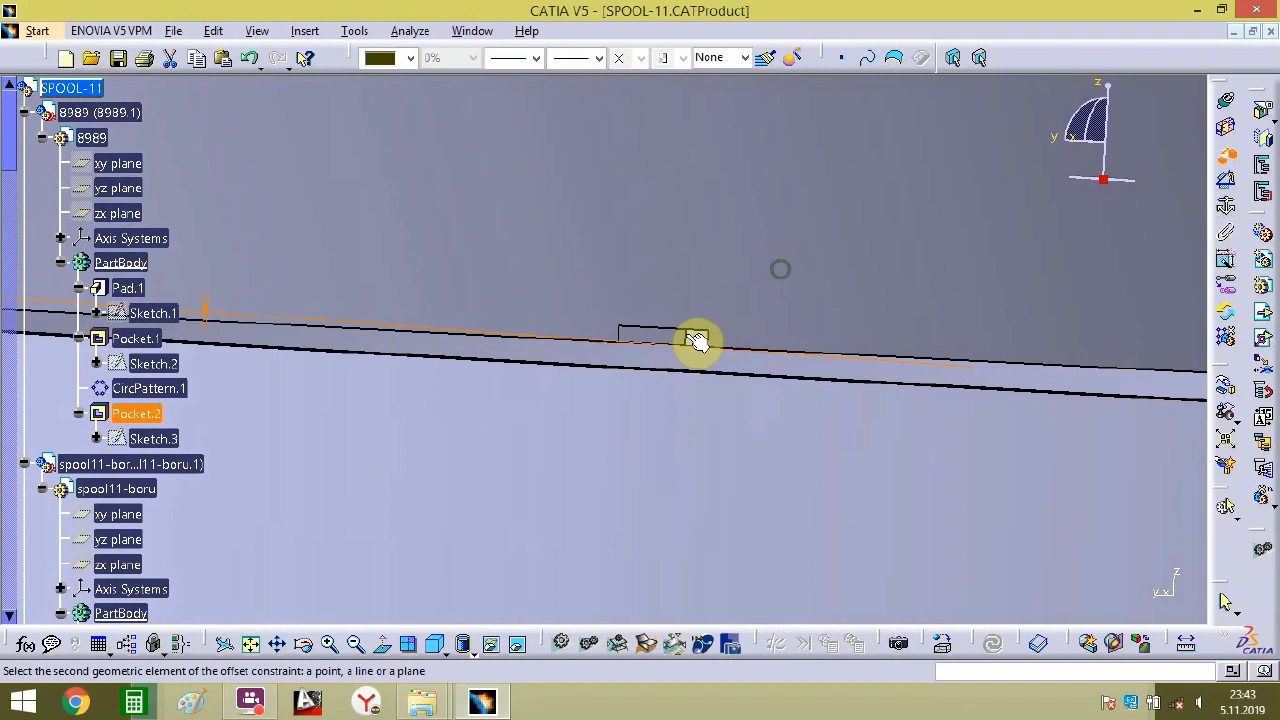 CATIA V5 - [SPOOL-11.CATProduct]
Start ENOVIA V5 VPM File Edit View Insert Tools Analyze Window Help
0% None
SPOOL-11
8989 (8989.1)
8989
xy plane
yz plane
zx plane
Axis Systems
PartBody
Pad.1
Sketch.1
Pocket.1
Sketch.2
CircPattern.1
Pocket.2
Sketch.3
spool11-bor...l11-boru.1)
spool11-boru
xy plane
yz plane
zx plane
Axis Systems
PartBody
z
y x
z
y x
CATIA
Select the second geometric element of the offset constraint: a point, a line or a plane
23:43
5.11.2019